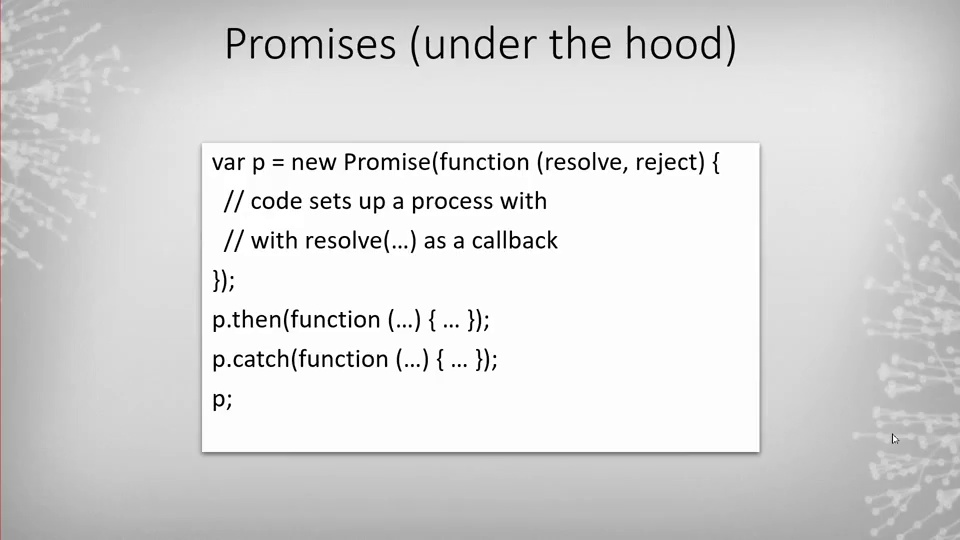 Promises (under the hood)
var p = new Promise(function (resolve, reject) {
// code sets up a process with
// with resolve(…) as a callback
});
p.then(function (…) { … });
p.catch(function (…) { … });
p;